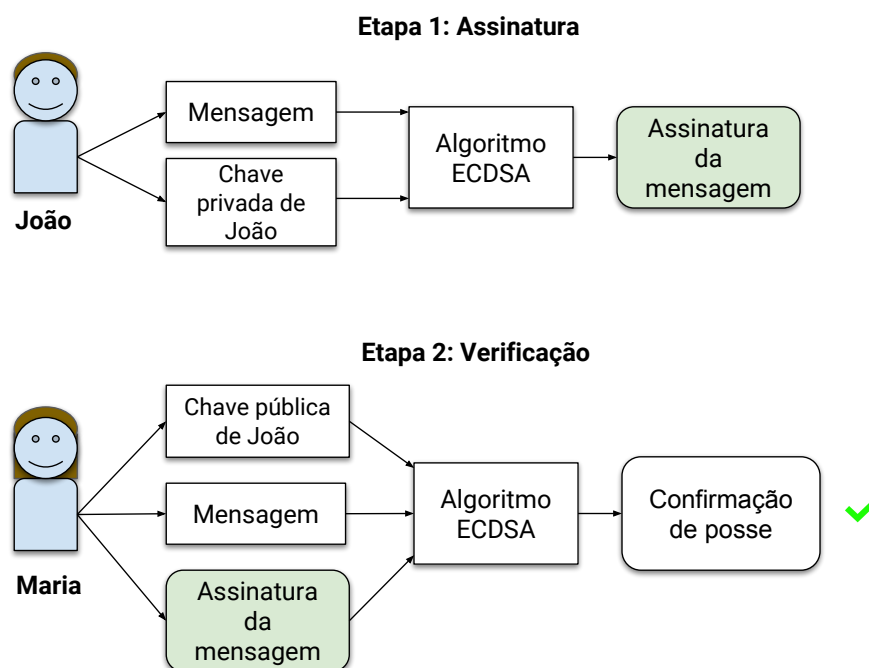 Etapa 1: Assinatura
Mensagem
Chave
privada de
João
Algoritmo
ECDSA
Assinatura
da
mensagem
João
Etapa 2: Verificação
Chave pública
de João
Mensagem
Assinatura
da
mensagem
Algoritmo
ECDSA
Confirmação
de posse
Maria